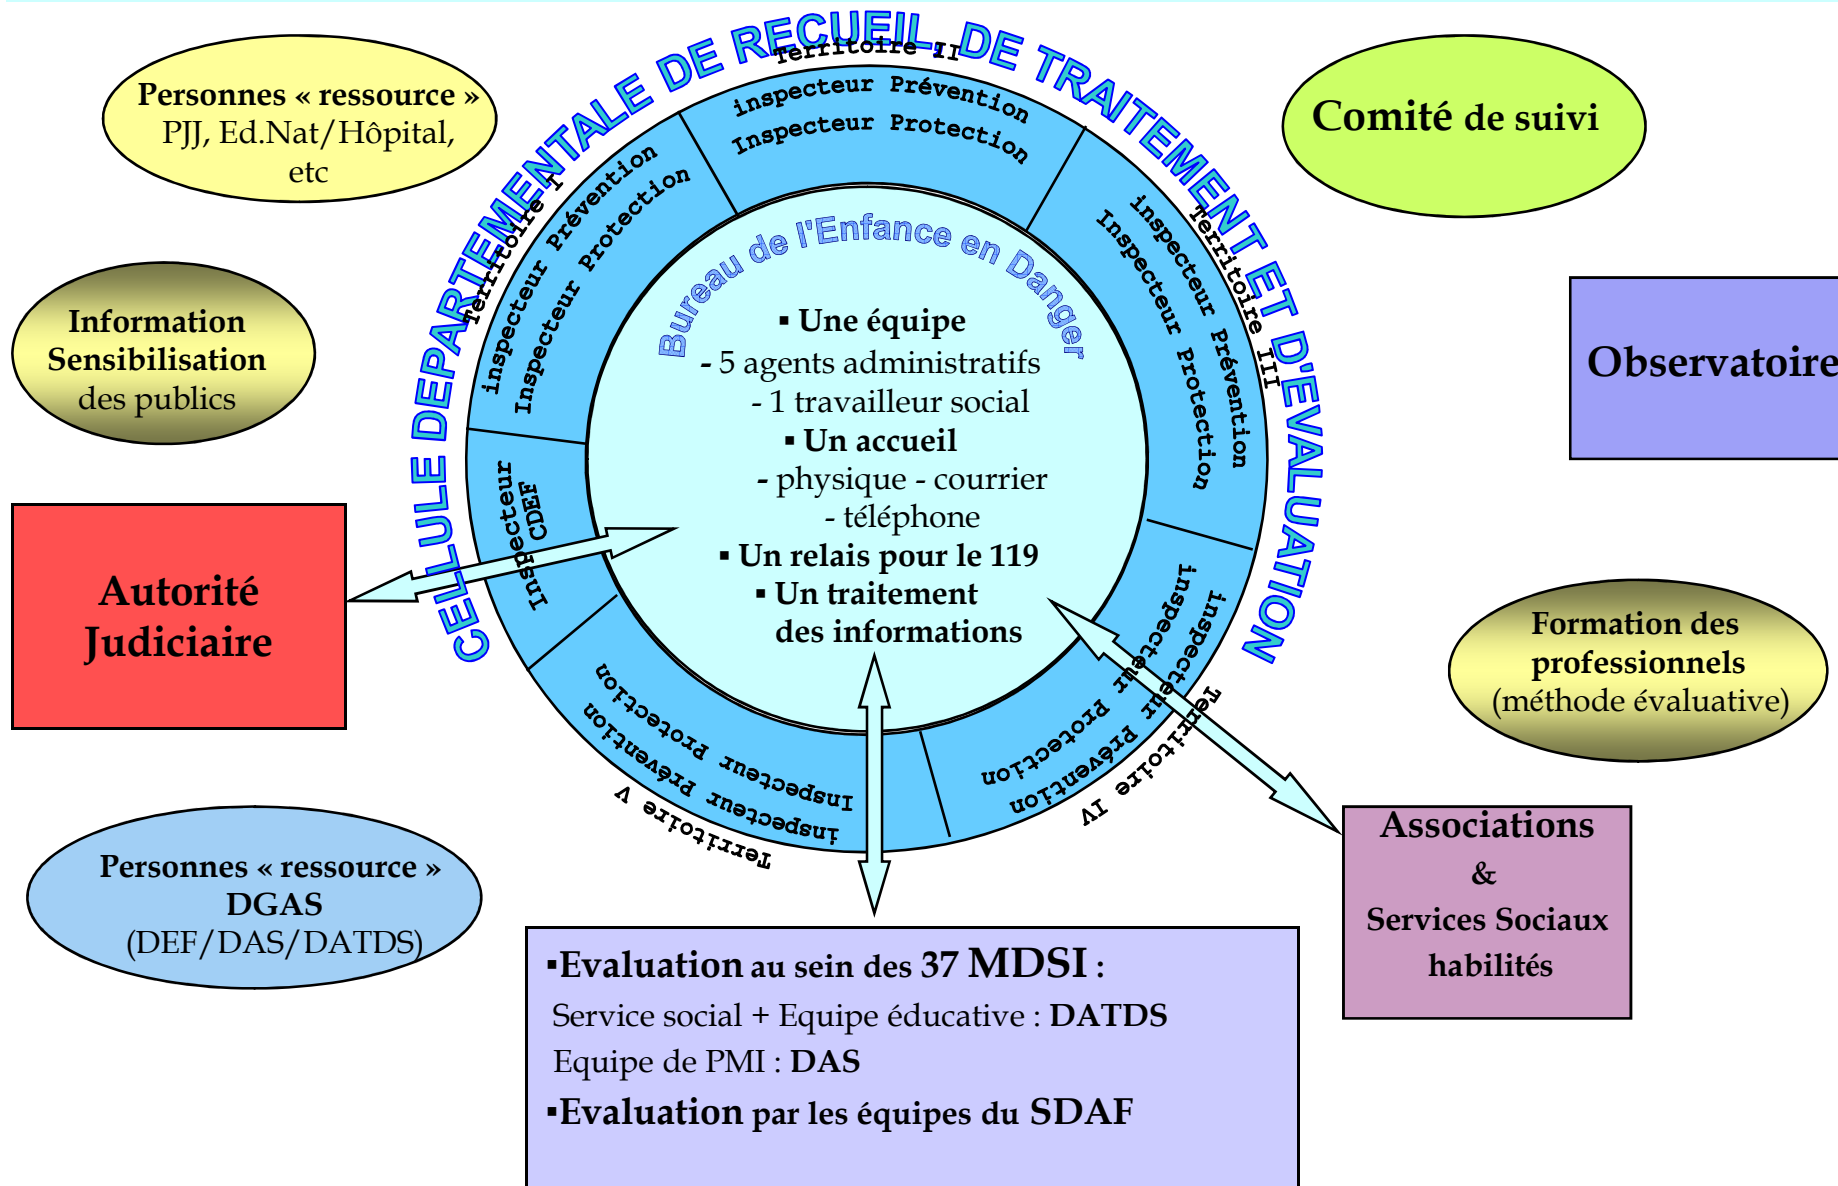 CELLULE DEPARTEMENTALE DE RECUEIL, DE TRAITEMENT ET D'EVALUATION
Personnes « ressource »
PJJ, Ed.Nat/Hôpital,
etc
Comité de suivi
Information
Sensibilisation
des publics
Observatoire
Autorité
Judiciaire
Formation des
professionnels
(méthode évaluative)
Personnes « ressource »
DGAS
(DEF/DAS/DATDS)
Associations
&
Services Sociaux
habilités
Territoire I
inspecteur Prévention
Inspecteur Protection
Territoire II
inspecteur Prévention
Inspecteur Protection
Territoire III
inspecteur Prévention
Inspecteur Protection
Territoire IV
inspecteur Prévention
inspecteur Protection
Territoire V
inspecteur Prévention
Inspecteur Protection
Inspecteur
CDEF
Bureau de l'Enfance en Danger
▪ Une équipe
- 5 agents administratifs
- 1 travailleur social
▪ Un accueil
- physique - courrier
- téléphone
▪ Un relais pour le 119
▪ Un traitement
des informations
▪Evaluation au sein des 37 MDSI :
Service social + Equipe éducative : DATDS
Equipe de PMI : DAS
▪Evaluation par les équipes du SDAF